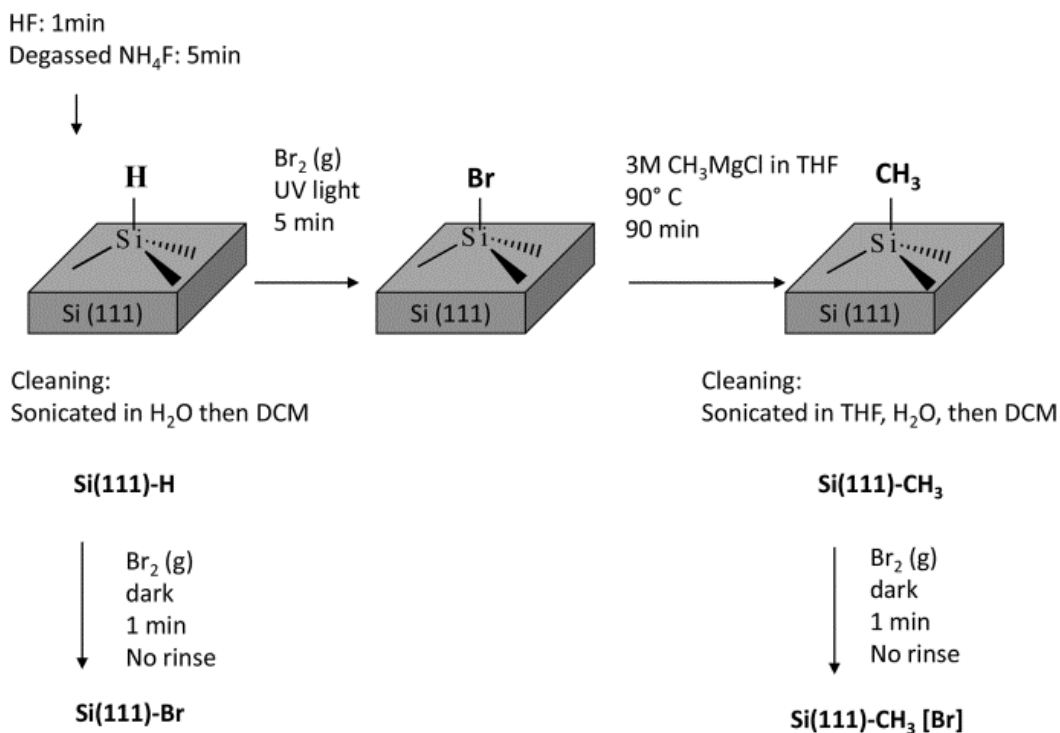 HF: 1min
Degassed NH₄F: 5min
H
Si
Si (111)
Br₂ (g)
UV light
5 min
Br
Si
Si (111)
3M CH₃MgCl in THF
90° C
90 min
CH₃
Si
Si (111)
Cleaning:
Sonicated in H₂O then DCM
Cleaning:
Sonicated in THF, H₂O, then DCM
Si(111)-H
Br₂ (g)
dark
1 min
No rinse
Si(111)-Br
Si(111)-CH₃
Br₂ (g)
dark
1 min
No rinse
Si(111)-CH₃ [Br]